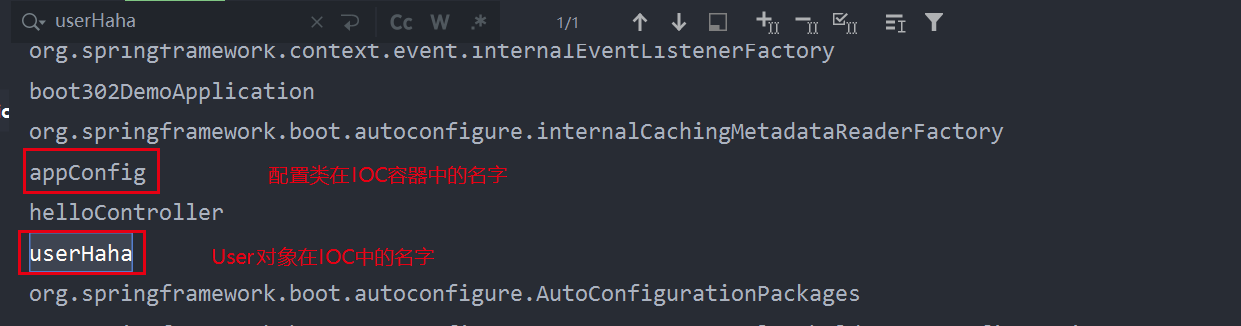 userHaha
Cc W .* 1/1
org.springframework.context.event.internalEventListenerFactory
boot302DemoApplication
org.springframework.boot.autoconfigure.internalCachingMetadataReaderFactory
appConfig 配置类在IOC容器中的名字
helloController
userHaha User对象在IOC中的名字
org.springframework.boot.autoconfigure.AutoConfigurationPackages